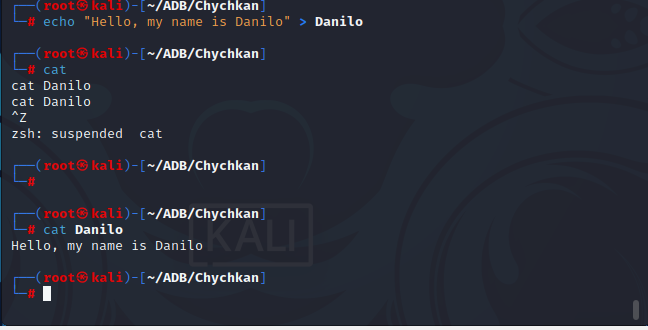 ┌──(root㉿kali)-[~/ADB/Chychkan]
└─# echo "Hello, my name is Danilo" > Danilo
┌──(root㉿kali)-[~/ADB/Chychkan]
└─# cat
cat Danilo
cat Danilo
^Z
zsh: suspended  cat
┌──(root㉿kali)-[~/ADB/Chychkan]
└─#
┌──(root㉿kali)-[~/ADB/Chychkan]
└─# cat Danilo
Hello, my name is Danilo
KALI
┌──(root㉿kali)-[~/ADB/Chychkan]
└─#